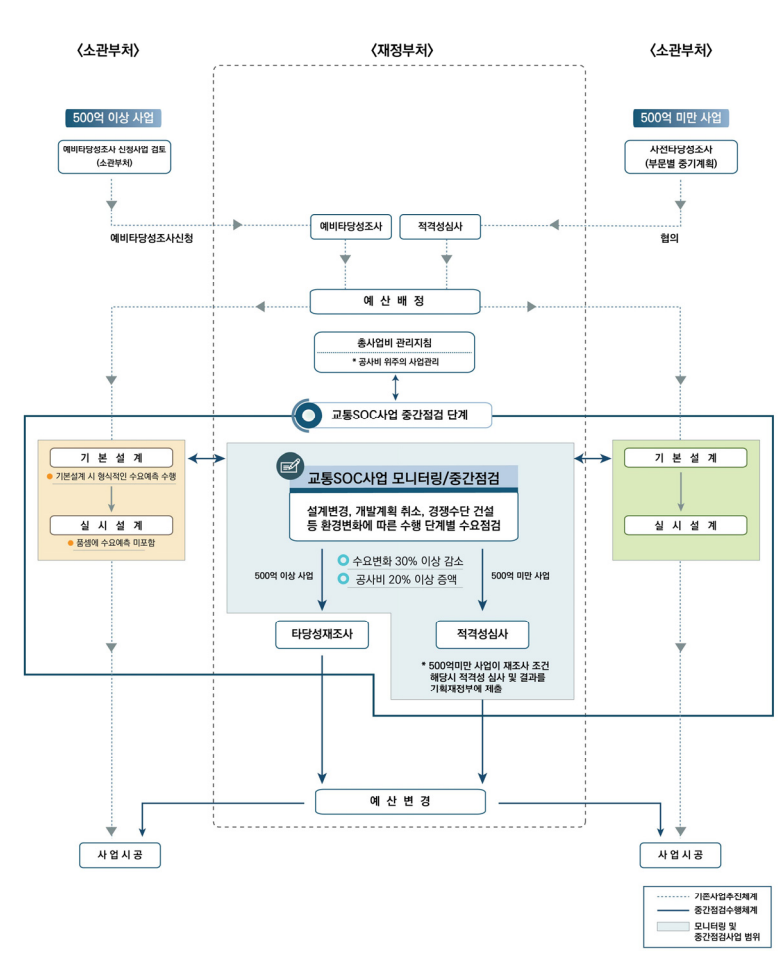 〈소관부처〉
〈재정부처〉
〈소관부처〉
500억 이상 사업
500억 미만 사업
예비타당성조사 신청사업 검토
(소관부처)
사전타당성조사
(부문별 중기계획)
예비타당성조사신청
예비타당성조사
적격성심사
협의
예 산 배 정
총사업비 관리지침
* 공사비 위주의 사업관리
교통SOC사업 중간점검 단계
기 본 설 계
기본설계 시 형식적인 수요예측 수행
실 시 설 계
품셈에 수요예측 미포함
교통SOC사업 모니터링/중간점검
설계변경, 개발계획 취소, 경쟁수단 건설
등 환경변화에 따른 수행 단계별 수요점검
500억 이상 사업
수요변화 30% 이상 감소
공사비 20% 이상 증액
500억 미만 사업
타당성재조사
적격성심사
* 500억미만 사업이 재조사 조건
해당시 적격성 심사 및 결과를
기획재정부에 제출
기 본 설 계
실 시 설 계
예 산 변 경
사 업 시 공
사 업 시 공
기존사업추진체계
중간점검수행체계
모니터링 및
중간점검사업 범위